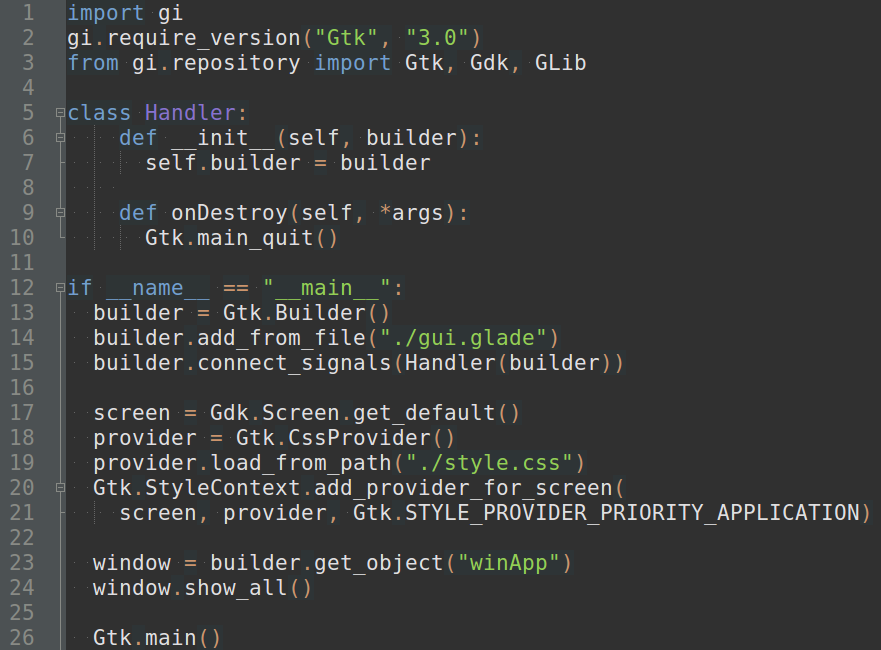 1 import gi
2 gi.require_version("Gtk", "3.0")
3 from gi.repository import Gtk, Gdk, GLib
4
5 class Handler:
6     def __init__(self, builder):
7       self.builder = builder
8
9     def onDestroy(self, *args):
10       Gtk.main_quit()
11
12 if __name__ == "__main__":
13   builder = Gtk.Builder()
14   builder.add_from_file("./gui.glade")
15   builder.connect_signals(Handler(builder))
16
17   screen = Gdk.Screen.get_default()
18   provider = Gtk.CssProvider()
19   provider.load_from_path("./style.css")
20   Gtk.StyleContext.add_provider_for_screen(
21     screen, provider, Gtk.STYLE_PROVIDER_PRIORITY_APPLICATION)
22
23   window = builder.get_object("winApp")
24   window.show_all()
25
26   Gtk.main()